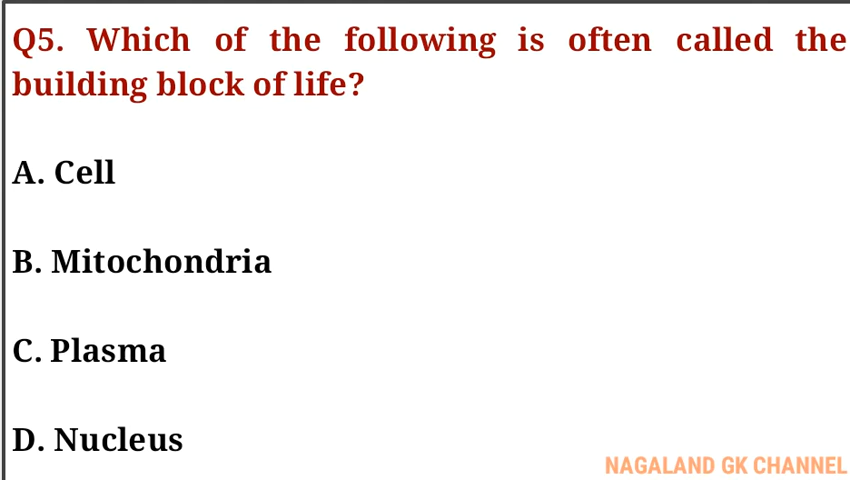 Q5. Which of the following is often called the
building block of life?
A. Cell
B. Mitochondria
C. Plasma
D. Nucleus
NAGALAND GK CHANNEL